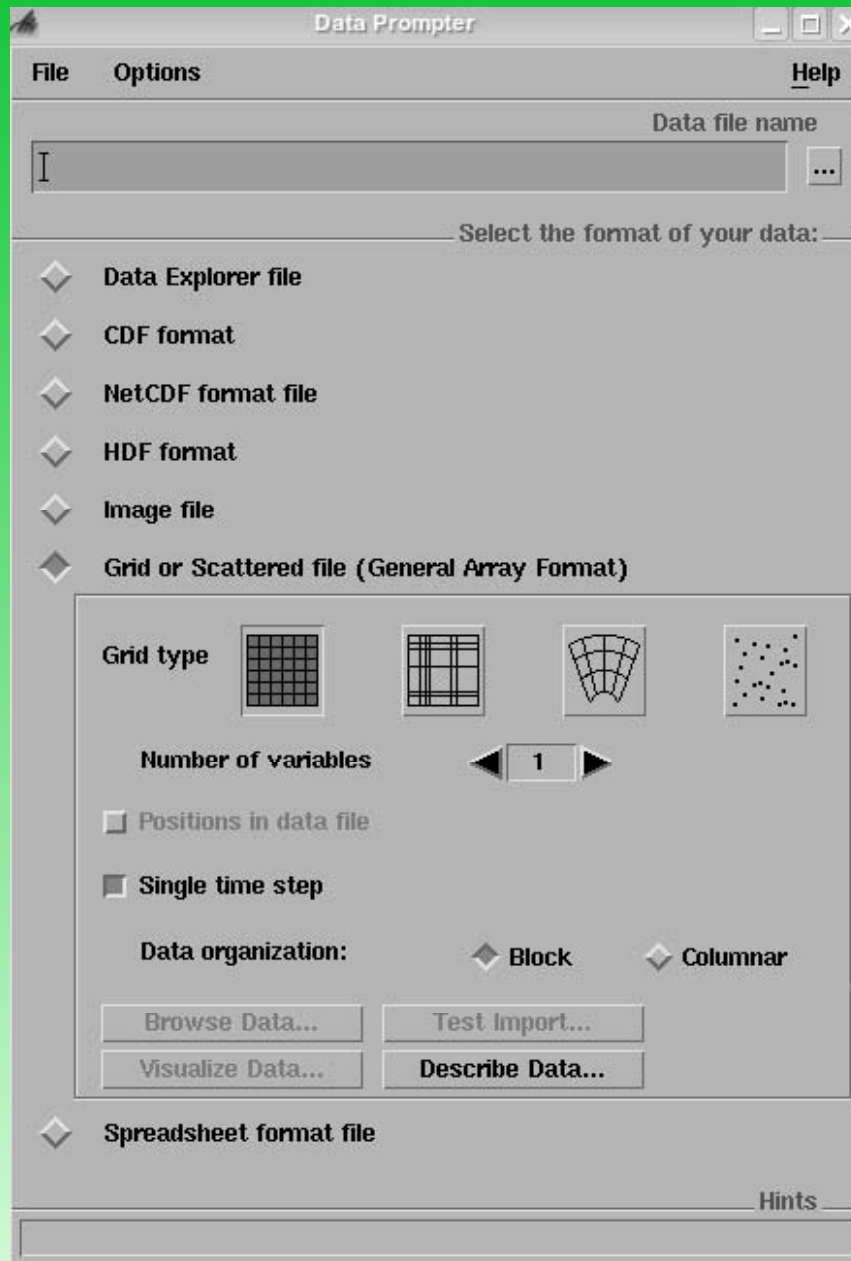 Data Prompter
File Options Help
Data file name
...
Select the format of your data:
Data Explorer file
CDF format
NetCDF format file
HDF format
Image file
Grid or Scattered file (General Array Format)
Grid type
Number of variables 1
Positions in data file
Single time step
Data organization: Block Columnar
Browse Data... Test Import...
Visualize Data... Describe Data...
Spreadsheet format file
Hints